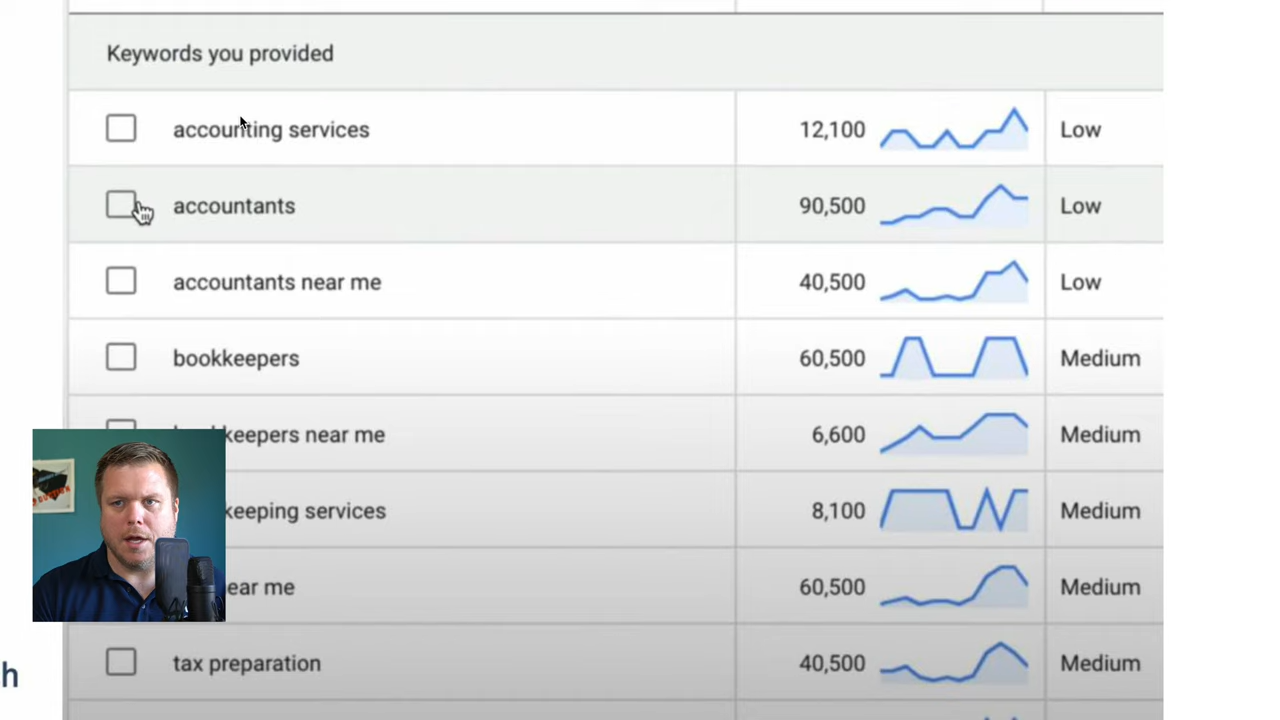 Keywords you provided
accounting services 12,100 Low
accountants 90,500 Low
accountants near me 40,500 Low
bookkeepers 60,500 Medium
keepers near me 6,600 Medium
keeping services 8,100 Medium
near me 60,500 Medium
tax preparation 40,500 Medium
h